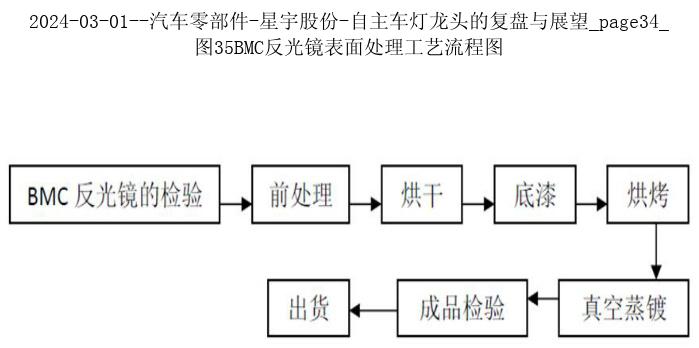 2024-03-01--汽车零部件-星宇股份-自主车灯龙头的复盘与展望_page34_
图35BMC反光镜表面处理工艺流程图
BMC 反光镜的检验
前处理
烘干
底漆
烘烤
真空蒸镀
成品检验
出货